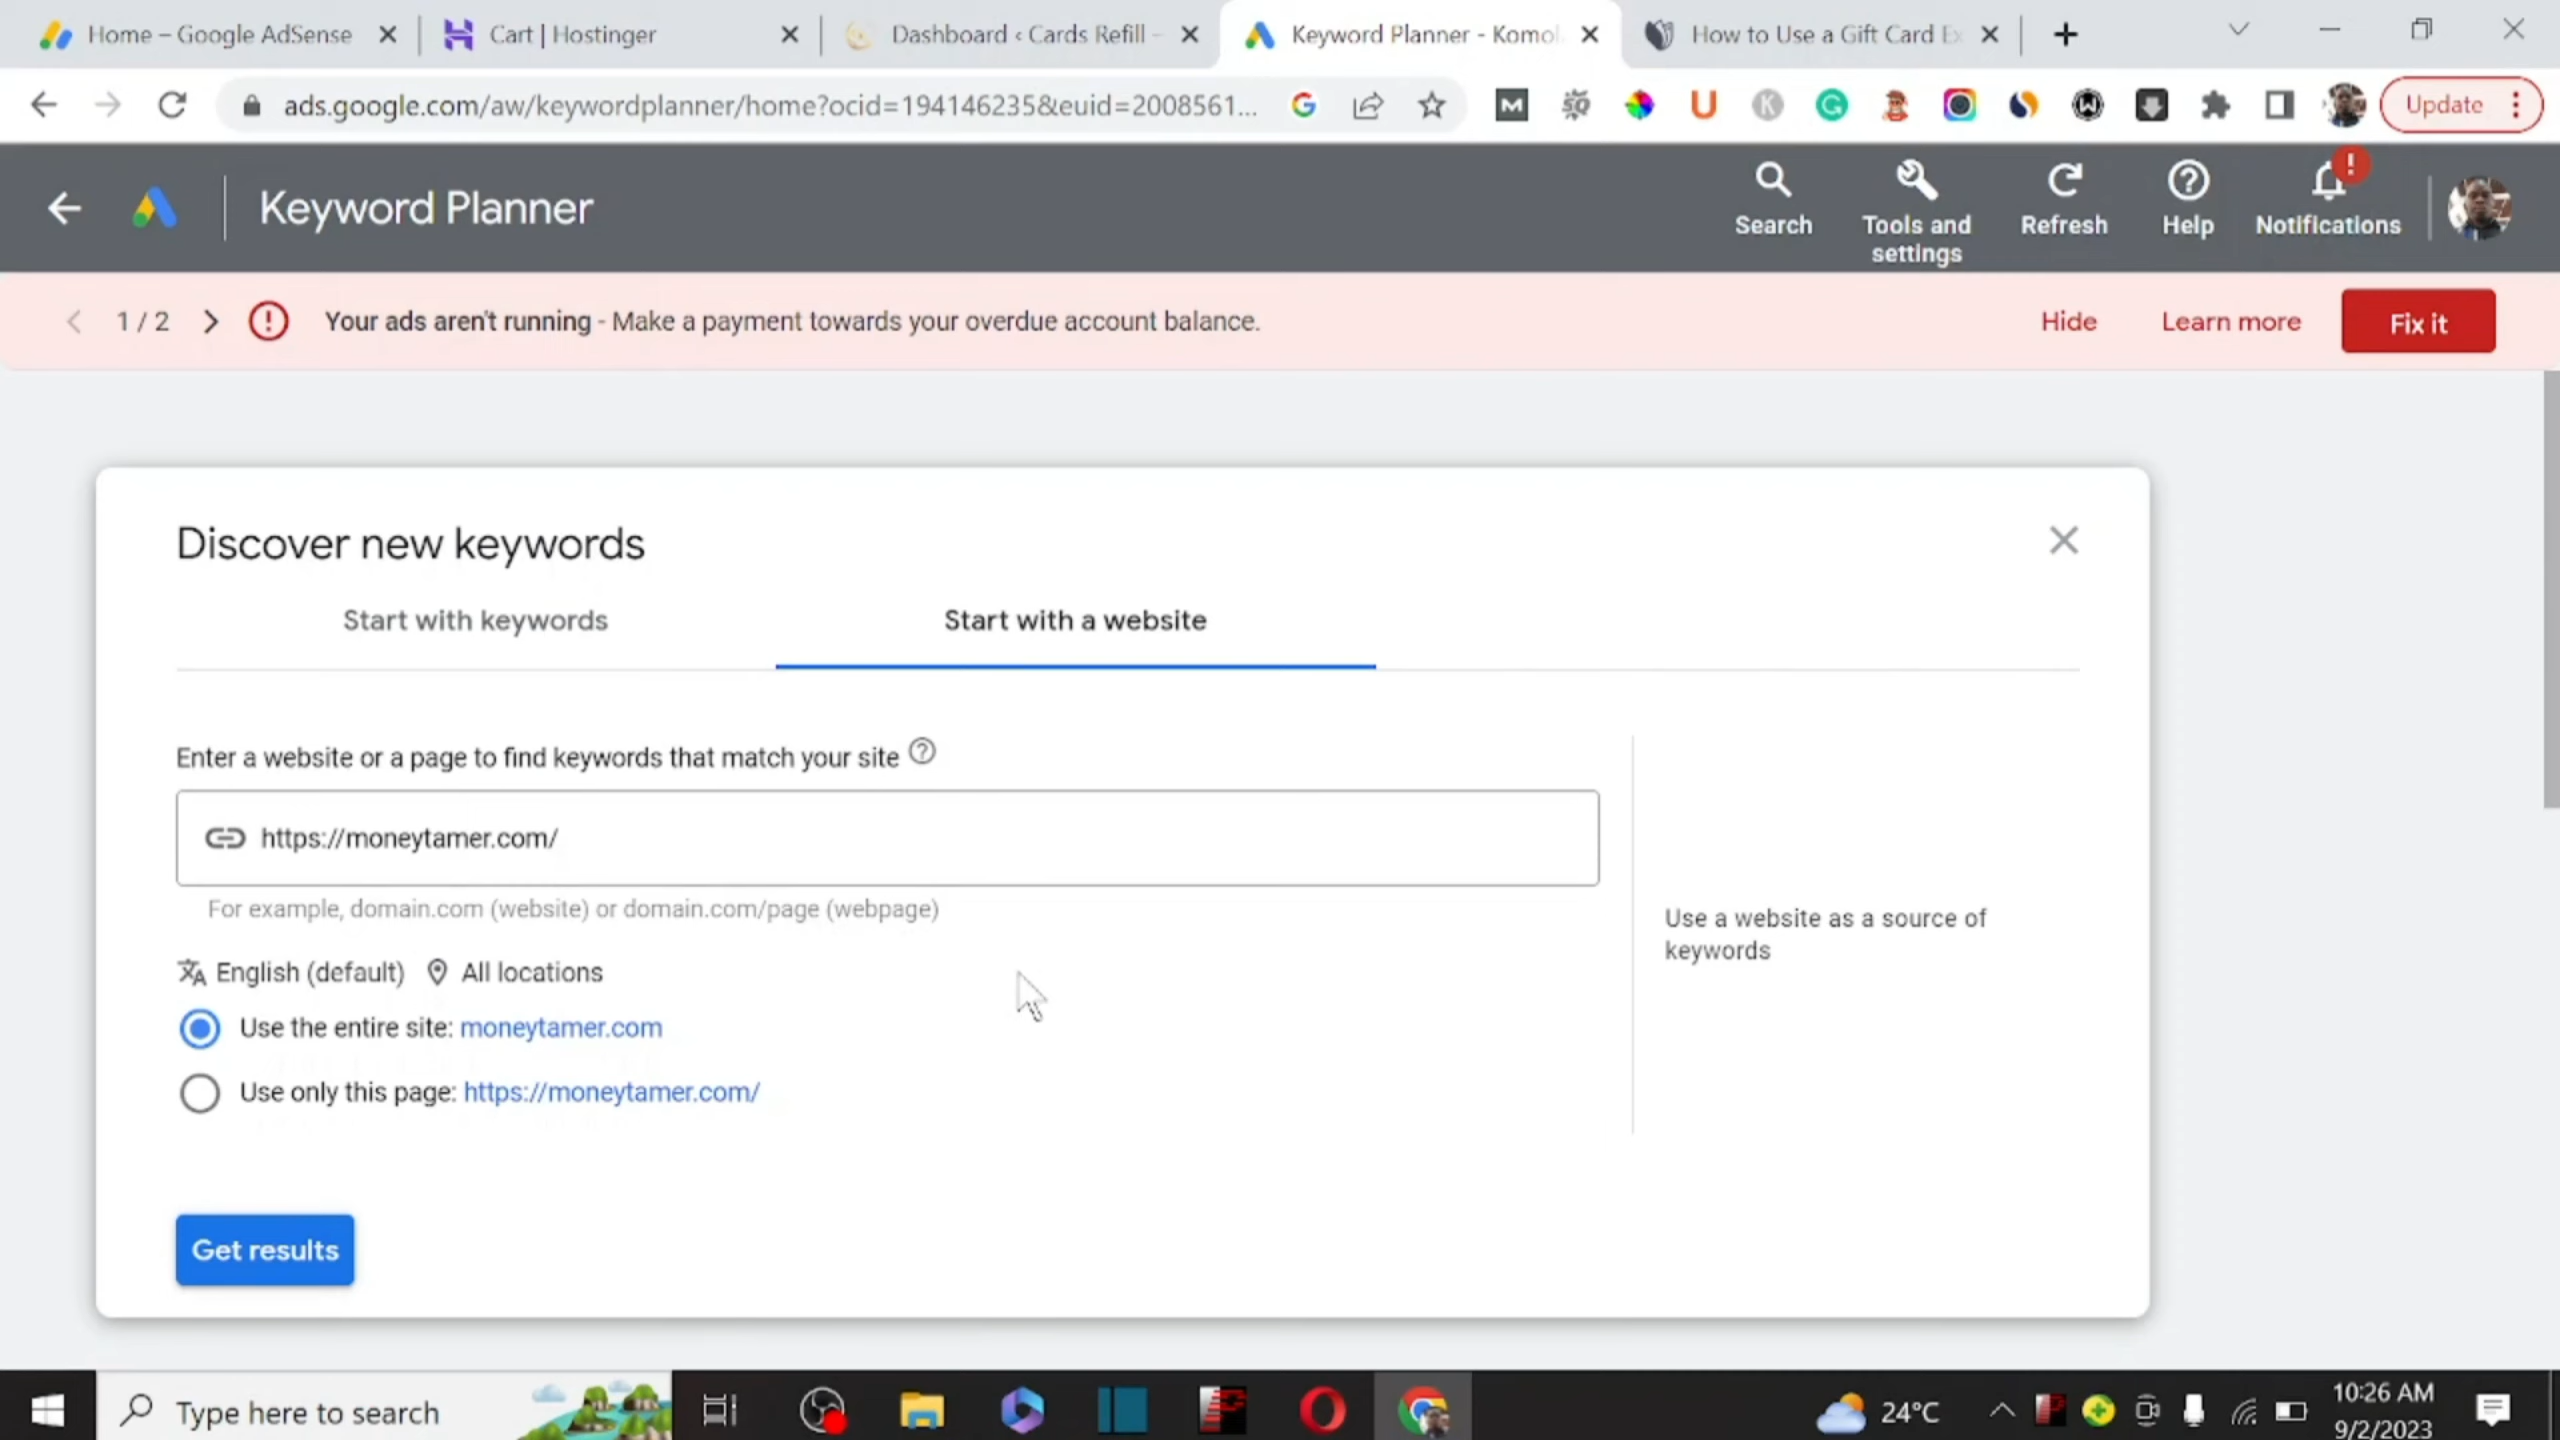 Home – Google AdSense
Cart | Hostinger
Dashboard ‹ Cards Refill –
Keyword Planner - Komol
How to Use a Gift Card Ex
ads.google.com/aw/keywordplanner/home?ocid=194146235&euid=2008561...
Update
Keyword Planner
Search
Tools and settings
Refresh
Help
Notifications
1 / 2
Your ads aren't running - Make a payment towards your overdue account balance.
Hide
Learn more
Fix it
Discover new keywords
Start with keywords
Start with a website
Enter a website or a page to find keywords that match your site
https://moneytamer.com/
For example, domain.com (website) or domain.com/page (webpage)
English (default)
All locations
Use the entire site: moneytamer.com
Use only this page: https://moneytamer.com/
Use a website as a source of
keywords
Get results
Type here to search
24°C
10:26 AM
9/2/2023